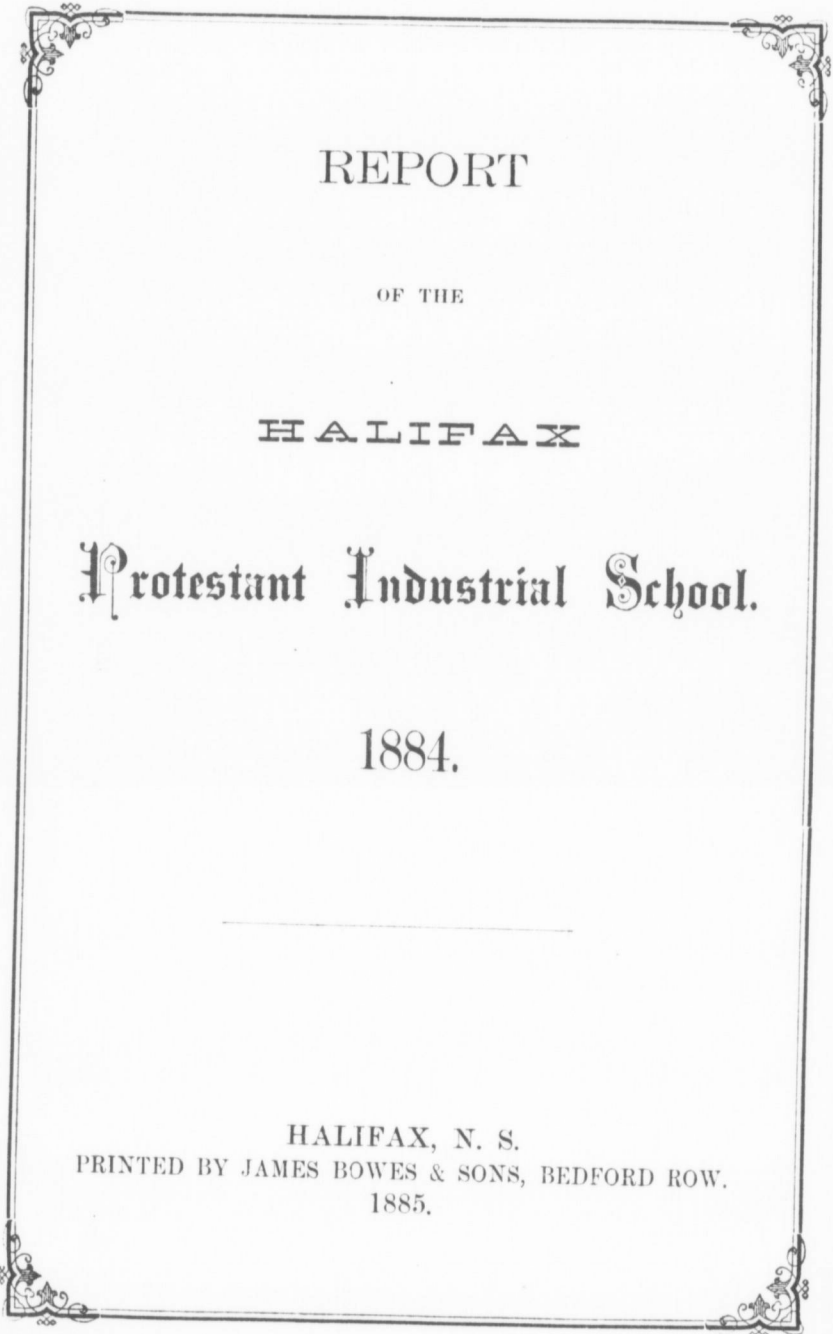 REPORT
OF THE
HALIFAX
Protestant Industrial School.
1884.
HALIFAX, N. S.
PRINTED BY JAMES BOWES & SONS, BEDFORD ROW.
1885.